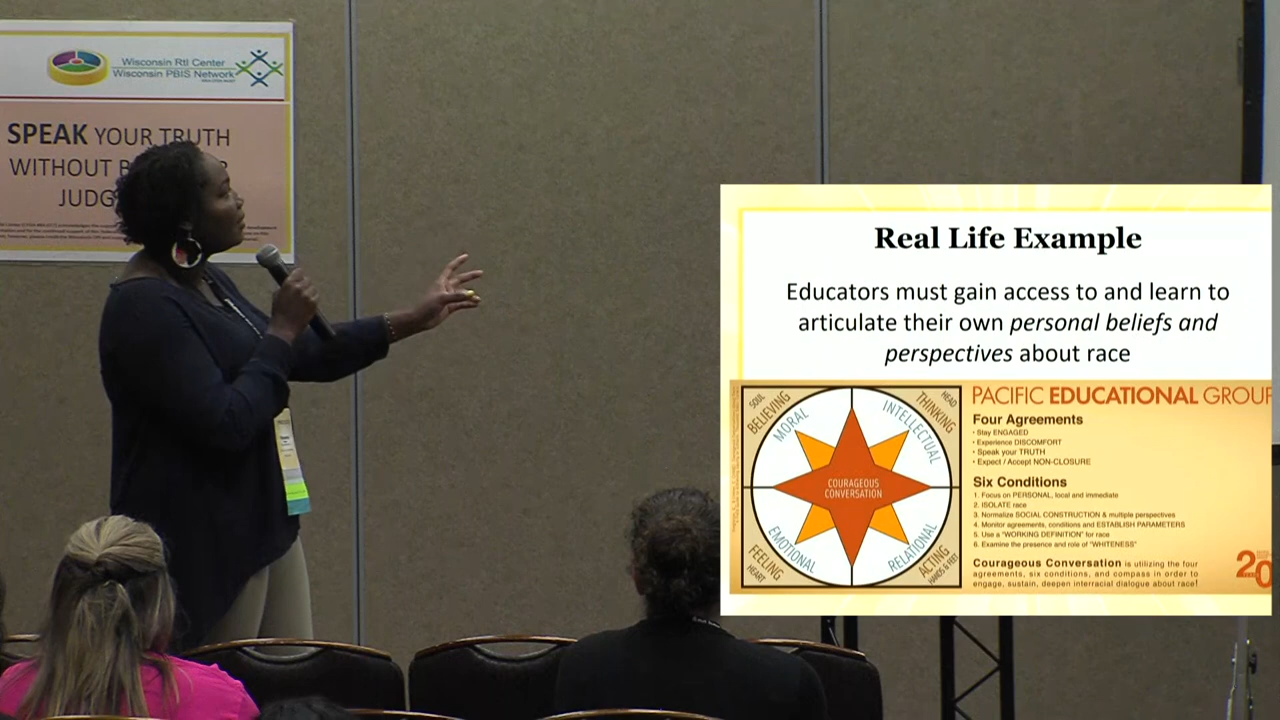 Wisconsin RtI Center
Wisconsin PBIS Network
SPEAK YOUR TRUTH
WITHOUT
JUDG
Real Life Example
Educators must gain access to and learn to
articulate their own personal beliefs and
perspectives about race
SOUL
BELIEVING
MORAL
INTELLECTUAL
THINKING
HEAD
COURAGEOUS
CONVERSATION
EMOTIONAL
FEELING
HEART
RELATIONAL
ACTING
HANDS & FEET
PACIFIC EDUCATIONAL GROUP
Four Agreements
• Stay ENGAGED
• Experience DISCOMFORT
• Speak your TRUTH
• Expect / Accept NON-CLOSURE
Six Conditions
1. Focus on PERSONAL, local and immediate
2. ISOLATE race
3. Normalize SOCIAL CONSTRUCTION & multiple perspectives
4. Monitor agreements, conditions and ESTABLISH PARAMETERS
5. Use a "WORKING DEFINITION" for race
6. Examine the presence and role of "WHITENESS"
Courageous Conversation is utilizing the four
agreements, six conditions, and compass in order to
engage, sustain, deepen interracial dialogue about race!
20